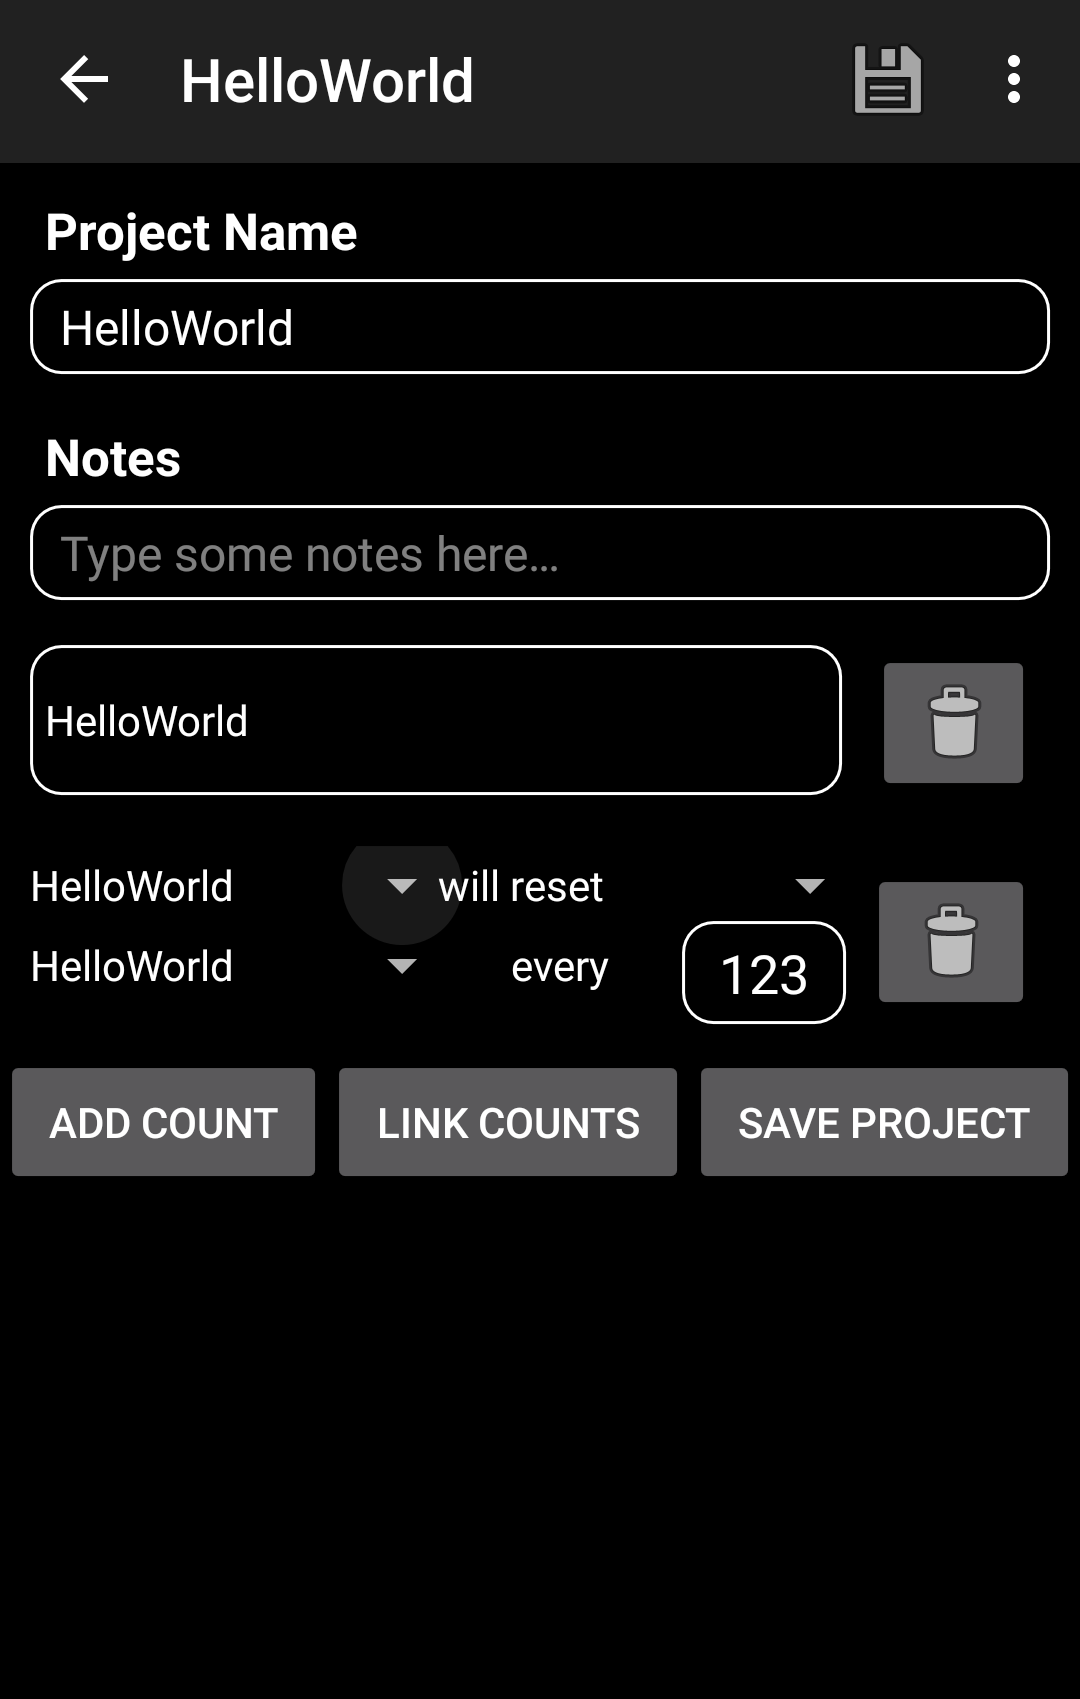 HelloWorld
Project Name
HelloWorld
Notes
Type some notes here...
HelloWorld
HelloWorld will reset
HelloWorld every 123
ADD COUNT LINK COUNTS SAVE PROJECT